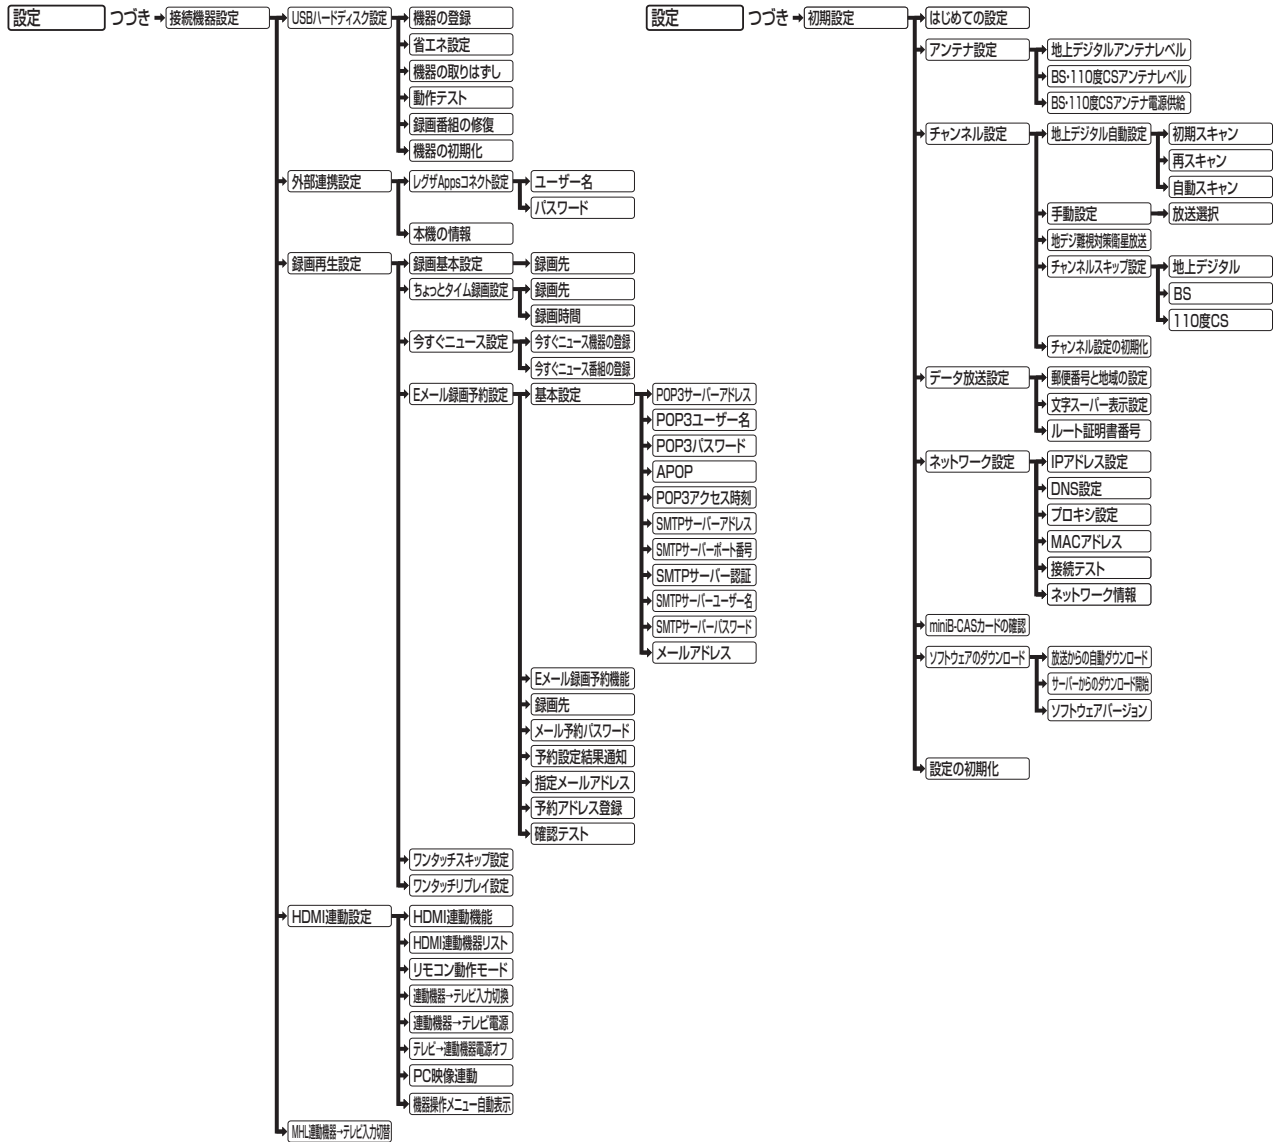 設定 つづき 接続機器設定
USBハードディスク設定
機器の登録
省エネ設定
機器の取りはずし
動作テスト
録画番組の修復
機器の初期化
外部連携設定
レグザAppsコネクト設定
ユーザー名
パスワード
本機の情報
録画再生設定
録画基本設定
録画先
ちょっとタイム録画設定
録画先
録画時間
今すぐニュース設定
今すぐニュース機器の登録
今すぐニュース番組の登録
Eメール録画予約設定
基本設定
POP3サーバーアドレス
POP3ユーザー名
POP3パスワード
APOP
POP3アクセス時刻
SMTPサーバーアドレス
SMTPサーバーポート番号
SMTPサーバー認証
SMTPサーバーユーザー名
SMTPサーバーパスワード
メールアドレス
Eメール録画予約機能
録画先
メール予約パスワード
予約設定結果通知
指定メールアドレス
予約アドレス登録
確認テスト
ワンタッチスキップ設定
ワンタッチリプレイ設定
HDMI連動設定
HDMI連動機能
HDMI連動機器リスト
リモコン動作モード
連動機器→テレビ入力切換
連動機器→テレビ電源
テレビ→連動機器電源オフ
PC映像連動
機器操作メニュー自動表示
MHL連動機器→テレビ入力切替
設定 つづき 初期設定
はじめての設定
アンテナ設定
地上デジタルアンテナレベル
BS・110度CSアンテナレベル
BS・110度CSアンテナ電源供給
チャンネル設定
地上デジタル自動設定
初期スキャン
再スキャン
自動スキャン
手動設定
放送選択
地デジ難視対策衛星放送
チャンネルスキップ設定
地上デジタル
BS
110度CS
チャンネル設定の初期化
データ放送設定
郵便番号と地域の設定
文字スーパー表示設定
ルート証明書番号
ネットワーク設定
IPアドレス設定
DNS設定
プロキシ設定
MACアドレス
接続テスト
ネットワーク情報
miniB-CASカードの確認
ソフトウェアのダウンロード
放送からの自動ダウンロード
サーバーからのダウンロード開始
ソフトウェアバージョン
設定の初期化